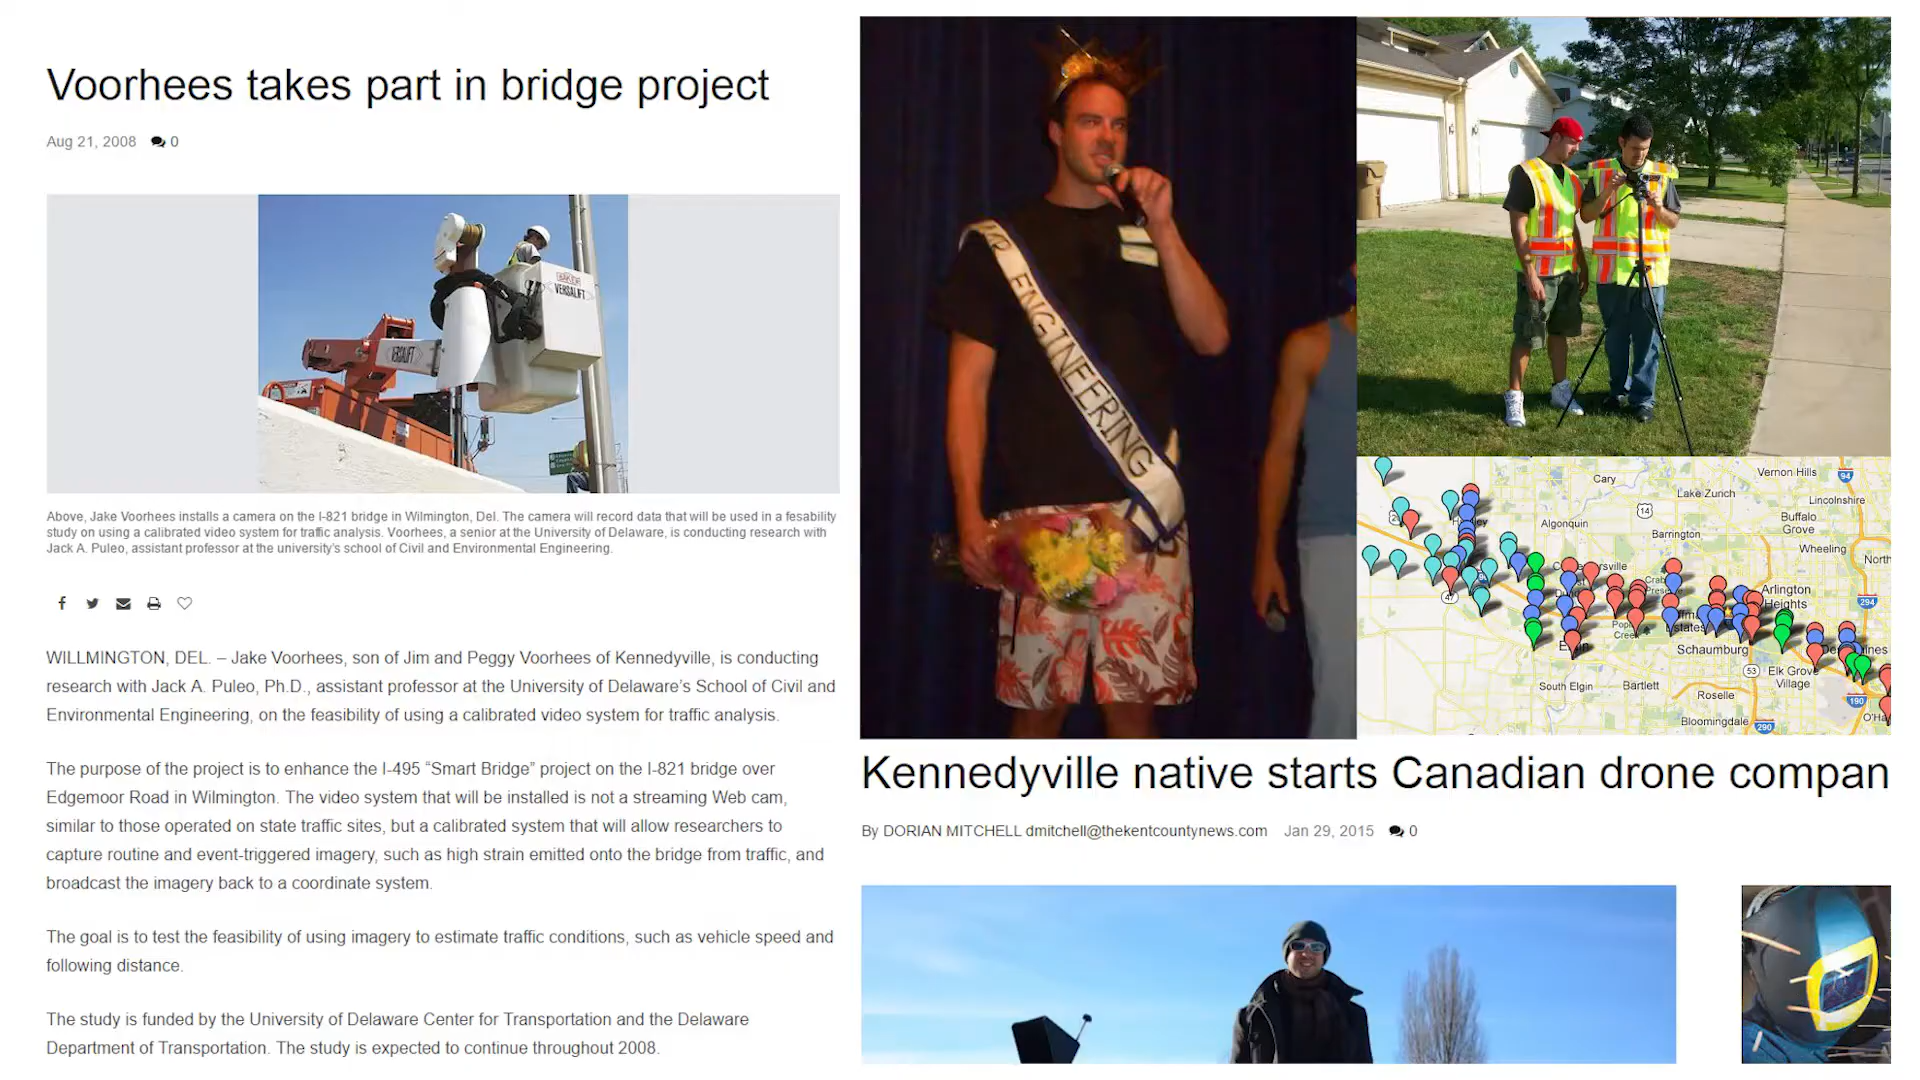 Voorhees takes part in bridge project
Aug 21, 2008 0
BAKER
VERSALIFT
VERSALIFT
Above, Jake Voorhees installs a camera on the I-821 bridge in Wilmington, Del. The camera will record data that will be used in a fesability
study on using a calibrated video system for traffic analysis. Voorhees, a senior at the University of Delaware, is conducting research with
Jack A. Puleo, assistant professor at the university's school of Civil and Environmental Engineering.
WILLMINGTON, DEL. – Jake Voorhees, son of Jim and Peggy Voorhees of Kennedyville, is conducting
research with Jack A. Puleo, Ph.D., assistant professor at the University of Delaware's School of Civil and
Environmental Engineering, on the feasibility of using a calibrated video system for traffic analysis.
The purpose of the project is to enhance the I-495 “Smart Bridge” project on the I-821 bridge over
Edgemoor Road in Wilmington. The video system that will be installed is not a streaming Web cam,
similar to those operated on state traffic sites, but a calibrated system that will allow researchers to
capture routine and event-triggered imagery, such as high strain emitted onto the bridge from traffic, and
broadcast the imagery back to a coordinate system.
The goal is to test the feasibility of using imagery to estimate traffic conditions, such as vehicle speed and
following distance.
The study is funded by the University of Delaware Center for Transportation and the Delaware
Department of Transportation. The study is expected to continue throughout 2008.
MR ENGINEERING
Vernon Hills
94
Cary
Lake Zurich
Lincolnshire
14
Buffalo
Grove
Algonquin
Barrington
Wheeling
North
47
Arlington
Heights
294
Estates
Schaumburg
53
Elk Grove
Village
South Elgin
Bartlett
Roselle
190
Bloomingdale
290
O'Ha
Kennedyville native starts Canadian drone compan
By DORIAN MITCHELL dmitchell@thekentcountynews.com Jan 29, 2015 0